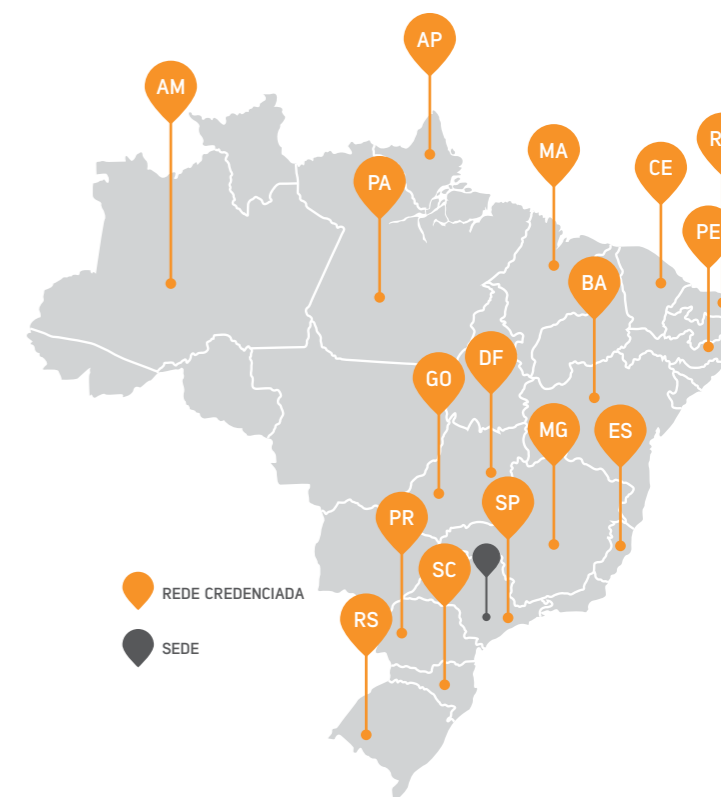 AP
AM
MA
R
CE
PA
PE
BA
DF
GO
MG
ES
SP
PR
SC
REDE CREDENCIADA
RS
SEDE